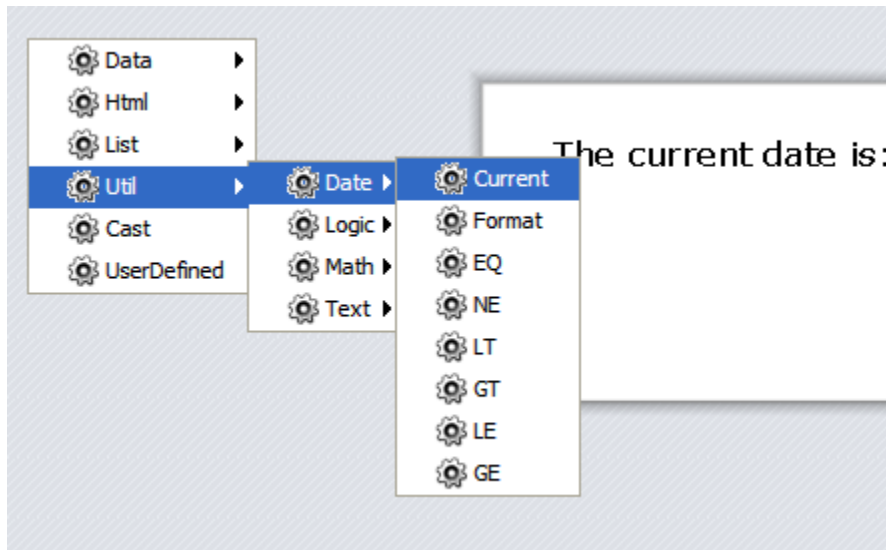 Data
Html
List
Util
Cast
UserDefined
Date
Logic
Math
Text
Current
Format
EQ
NE
LT
GT
LE
GE
The current date is: